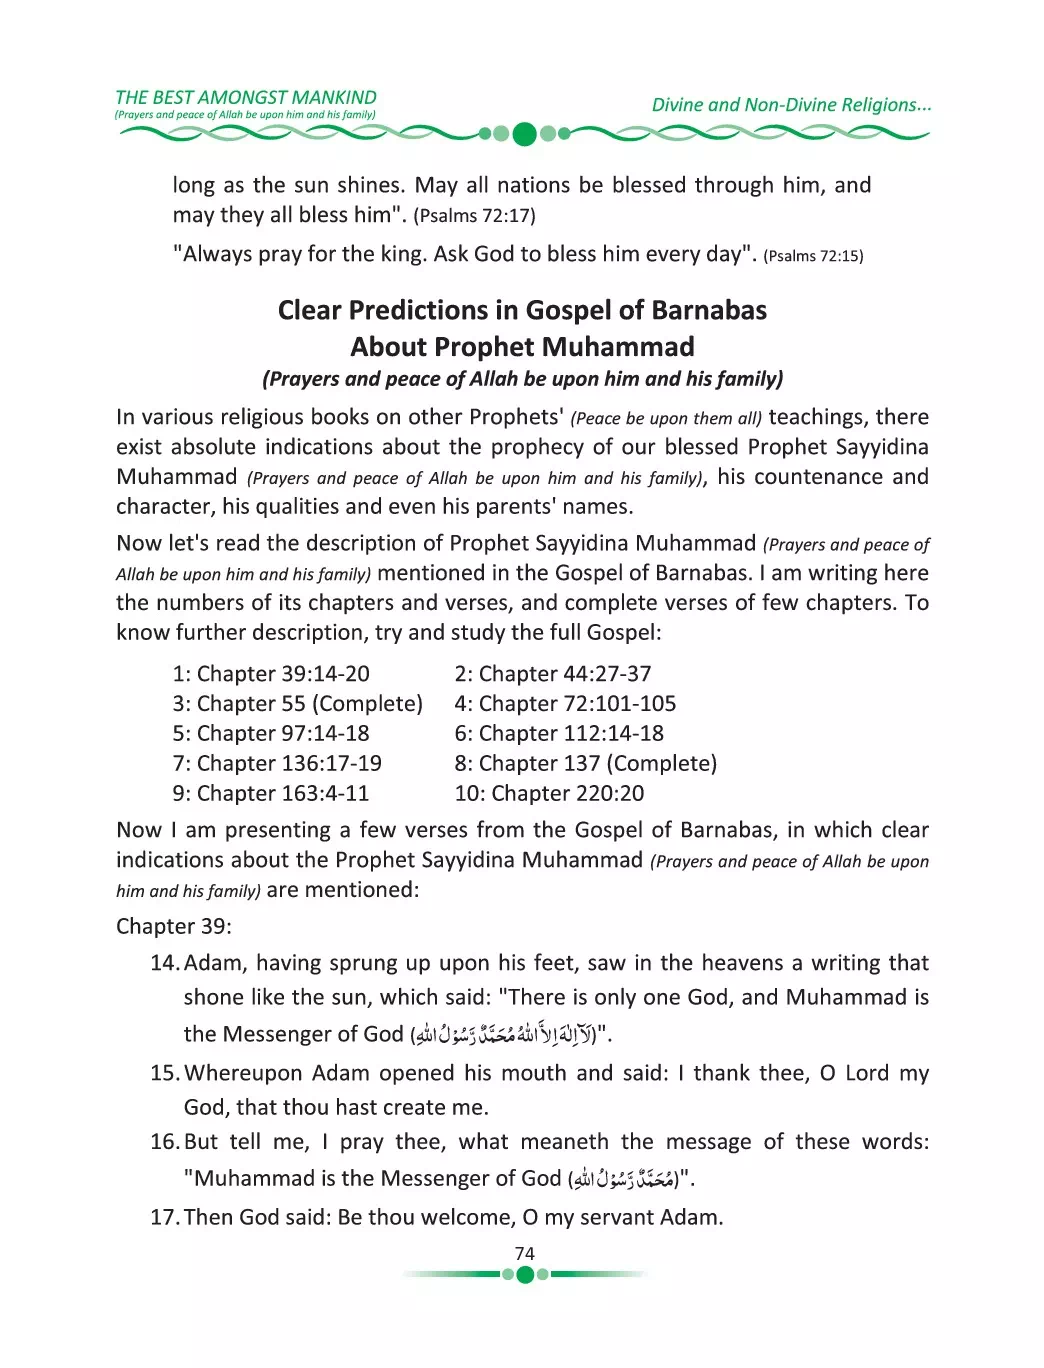 THE BEST AMONGST MANKIND
(Prayers and peace of Allah be upon him and his family)
Divine and Non-Divine Religions...
long as the sun shines. May all nations be blessed through him, and
may they all bless him". (Psalms 72:17)
"Always pray for the king. Ask God to bless him every day". (Psalms 72:15)
Clear Predictions in Gospel of Barnabas
About Prophet Muhammad
(Prayers and peace of Allah be upon him and his family)
In various religious books on other Prophets' (Peace be upon them all) teachings, there
exist absolute indications about the prophecy of our blessed Prophet Sayyidina
Muhammad (Prayers and peace of Allah be upon him and his family), his countenance and
character, his qualities and even his parents' names.
Now let's read the description of Prophet Sayyidina Muhammad (Prayers and peace of
Allah be upon him and his family) mentioned in the Gospel of Barnabas. I am writing here
the numbers of its chapters and verses, and complete verses of few chapters. To
know further description, try and study the full Gospel:
1: Chapter 39:14-20 2: Chapter 44:27-37
3: Chapter 55 (Complete) 4: Chapter 72:101-105
5: Chapter 97:14-18 6: Chapter 112:14-18
7: Chapter 136:17-19 8: Chapter 137 (Complete)
9: Chapter 163:4-11 10: Chapter 220:20
Now I am presenting a few verses from the Gospel of Barnabas, in which clear
indications about the Prophet Sayyidina Muhammad (Prayers and peace of Allah be upon
him and his family) are mentioned:
Chapter 39:
14. Adam, having sprung up upon his feet, saw in the heavens a writing that
shone like the sun, which said: "There is only one God, and Muhammad is
the Messenger of God (لَآ اِلٰهَ اِلاَّ اللهُ مُحَمَّدٌ رَّسُوْلُ اللهِ)".
15. Whereupon Adam opened his mouth and said: I thank thee, O Lord my
God, that thou hast create me.
16. But tell me, I pray thee, what meaneth the message of these words:
"Muhammad is the Messenger of God (مُحَمَّدٌ رَّسُوْلُ اللهِ)".
17. Then God said: Be thou welcome, O my servant Adam.
74